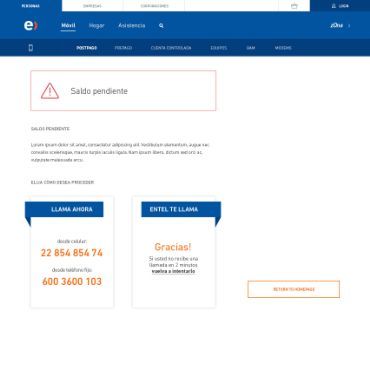 PERSONAS EMPRESAS CORPORACIONES LOGIN
e Móvil Hogar Asistencia zOne
POSTPAGO PREPAGO CUENTA CONTROLADA EQUIPOS BAM MODEMS
Saldo pendiente
SALDO PENDIENTE
Lorem ipsum dolor sit amet, consectetur adipiscing elit. Vestibulum elementum, augue nec
convallis scelerisque, mauris turpis iaculis ligula. Nam ipsum libero, dictum sed orci ac,
vulputate malesuada arcu.
ELIJA CÓMO DESEA PROCEDER
LLAMA AHORA
desde celular:
22 854 854 74
desde teléfono fijo:
600 3600 103
ENTEL TE LLAMA
Gracias!
Si usted no recibe una
llamada en 2 minutos
vuelva a intentarlo
RETURN TO HOMEPAGE